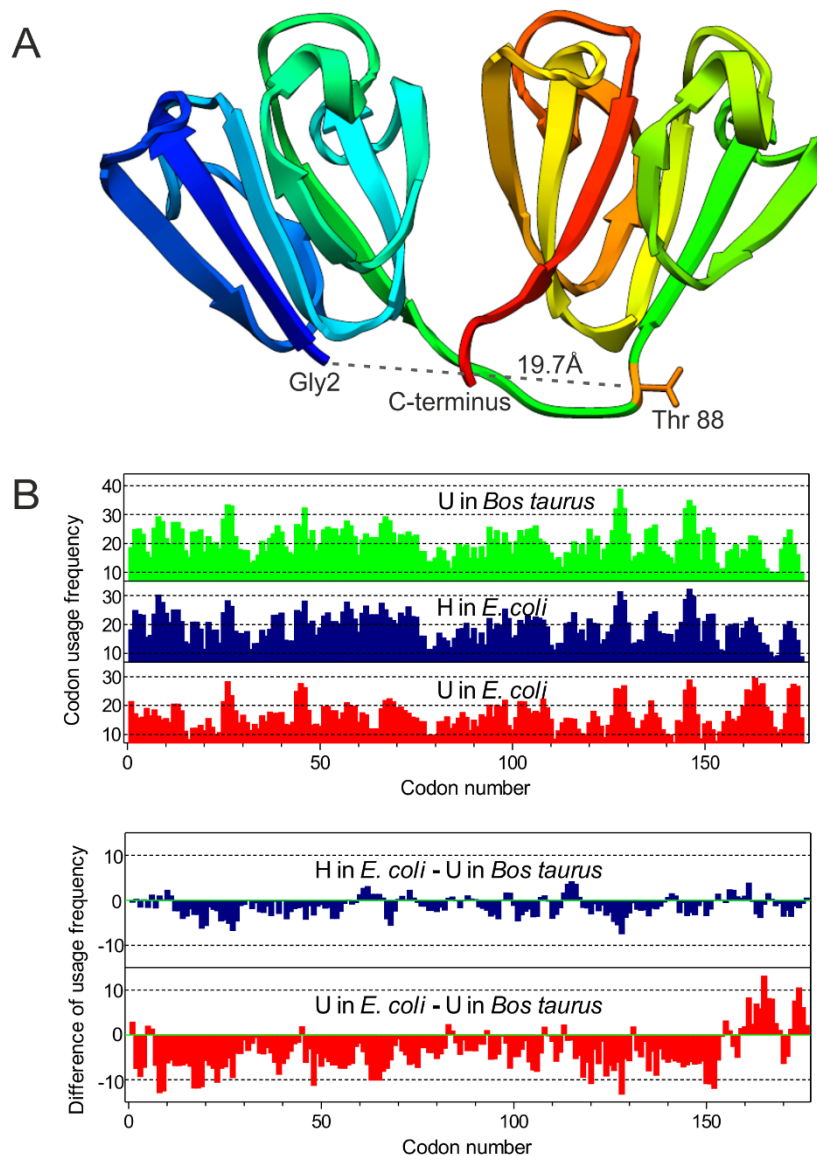 A
Gly2
19.7Å
C-terminus
Thr 88
B
Codon usage frequency
40
30
20
10
U in Bos taurus
30
20
10
H in E. coli
30
20
10
U in E. coli
0
50
100
150
Codon number
Difference of usage frequency
10
0
-10
H in E. coli - U in Bos taurus
10
0
-10
U in E. coli - U in Bos taurus
0
50
100
150
Codon number